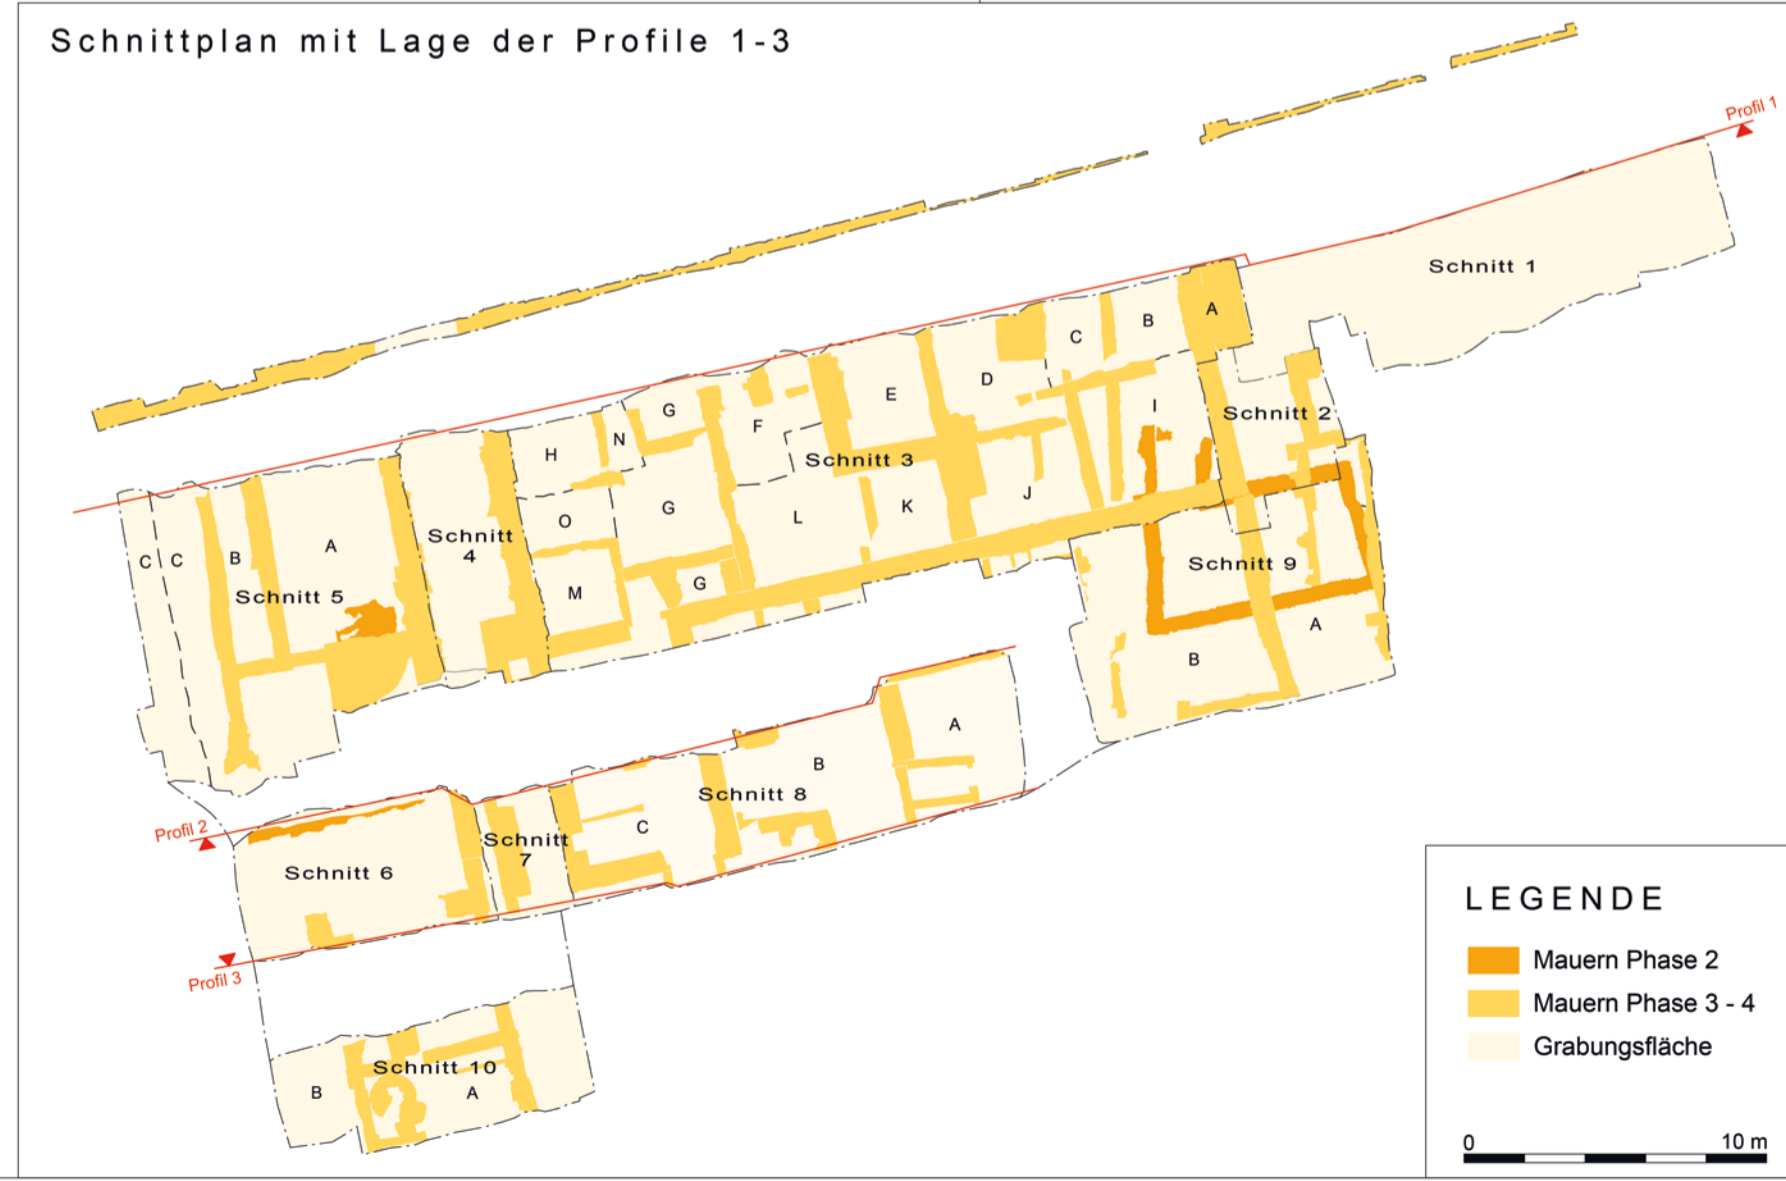 Schnittplan mit Lage der Profile 1-3
Profil 1
Schnitt 1
A
B
C
D
E
F
G
N
H
I
Schnitt 2
Schnitt 3
J
K
L
G
O
M
G
Schnitt
4
A
B
C
C
Schnitt 5
Schnitt 9
A
B
A
B
Schnitt 8
C
Schnitt
7
Profil 2
Schnitt 6
Profil 3
Schnitt 10
B
A
LEGENDE
Mauern Phase 2
Mauern Phase 3 - 4
Grabungsfläche
0 10 m